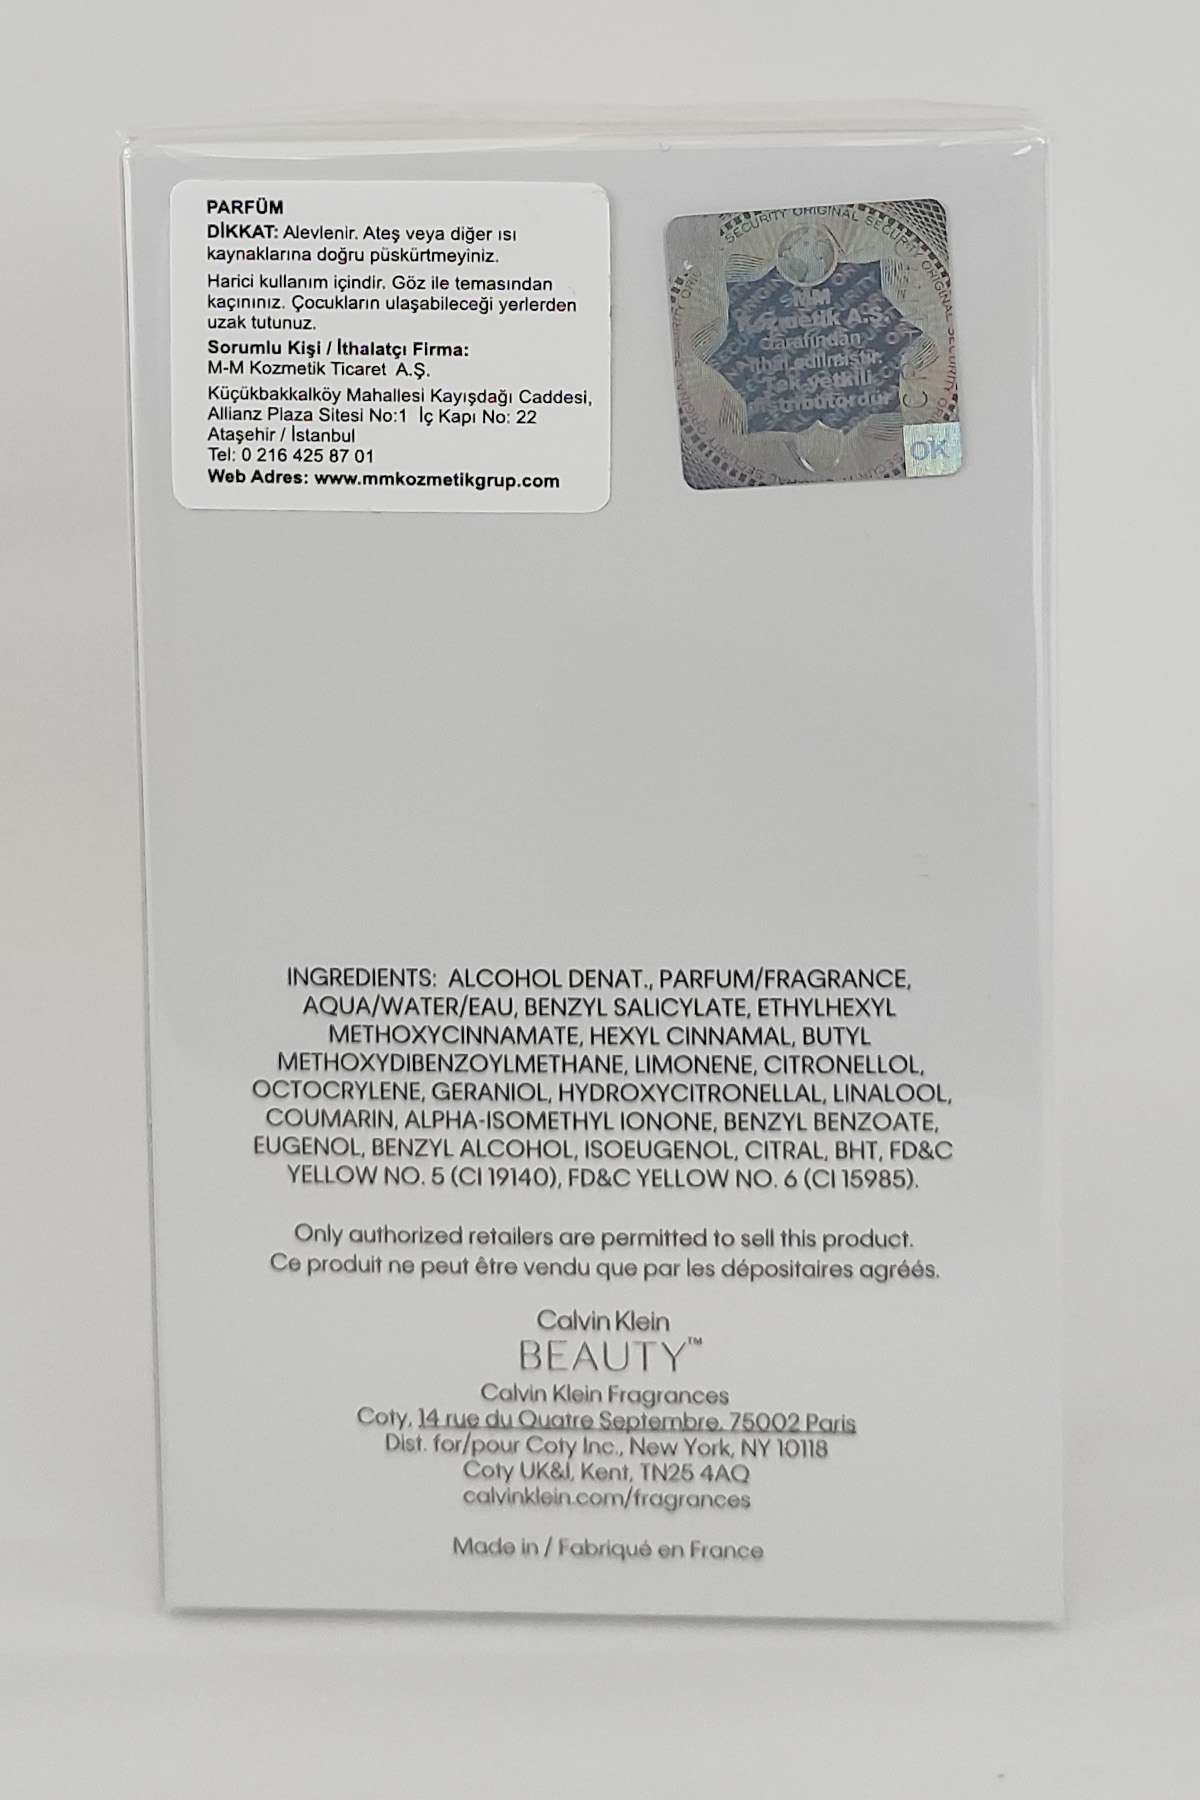 PARFÜM
DİKKAT: Alevlenir. Ateş veya diğer ısı
kaynaklarına doğru püskürtmeyiniz.
Harici kullanım içindir. Göz ile temasından
kaçınınız. Çocukların ulaşabileceği yerlerden
uzak tutunuz.
Sorumlu Kişi / İthalatçı Firma:
M-M Kozmetik Ticaret A.Ş.
Küçükbakkalköy Mahallesi Kayışdağı Caddesi,
Allianz Plaza Sitesi No:1 İç Kapı No: 22
Ataşehir / İstanbul
Tel: 0 216 425 87 01
Web Adres: www.mmkozmetikgrup.com
SECURITY ORIGINAL SECURITY ORIGINAL SECURITY
MM
Kozmetik A.Ş.
tarafından
ithal edilmiştir.
Tek yetkili
distribütördür
OK
INGREDIENTS: ALCOHOL DENAT., PARFUM/FRAGRANCE,
AQUA/WATER/EAU, BENZYL SALICYLATE, ETHYLHEXYL
METHOXYCINNAMATE, HEXYL CINNAMAL, BUTYL
METHOXYDIBENZOYLMETHANE, LIMONENE, CITRONELLOL,
OCTOCRYLENE, GERANIOL, HYDROXYCITRONELLAL, LINALOOL,
COUMARIN, ALPHA-ISOMETHYL IONONE, BENZYL BENZOATE,
EUGENOL, BENZYL ALCOHOL, ISOEUGENOL, CITRAL, BHT, FD&C
YELLOW NO. 5 (CI 19140), FD&C YELLOW NO. 6 (CI 15985).
Only authorized retailers are permitted to sell this product.
Ce produit ne peut être vendu que par les dépositaires agréés.
Calvin Klein
BEAUTY™
Calvin Klein Fragrances
Coty, 14 rue du Quatre Septembre, 75002 Paris
Dist. for/pour Coty Inc., New York, NY 10118
Coty UK&I, Kent, TN25 4AQ
calvinklein.com/fragrances
Made in / Fabriqué en France